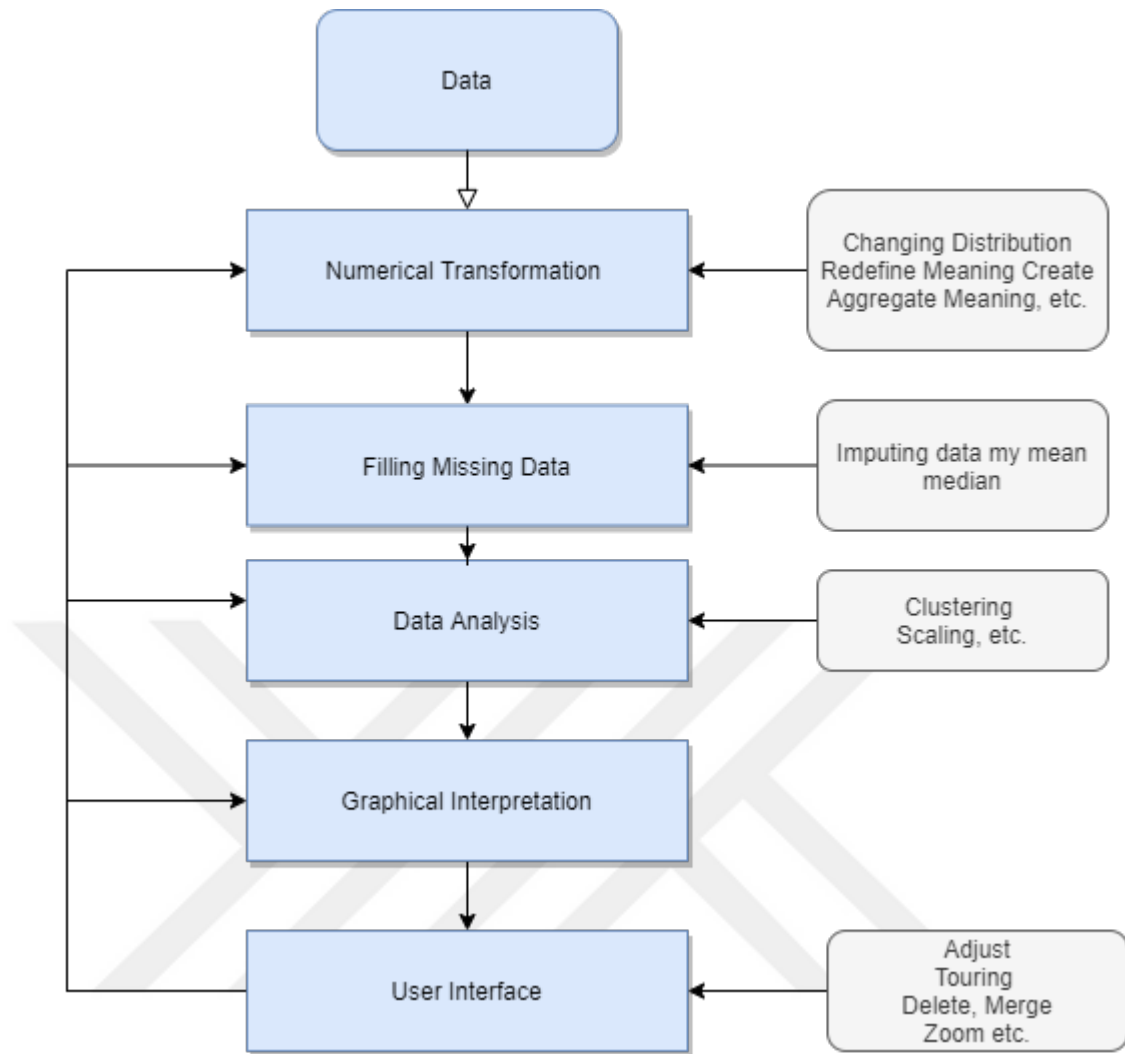 Data
Numerical Transformation
Changing Distribution
Redefine Meaning Create
Aggregate Meaning, etc.
Filling Missing Data
Imputing data my mean
median
Data Analysis
Clustering
Scaling, etc.
Graphical Interpretation
User Interface
Adjust
Touring
Delete, Merge
Zoom etc.